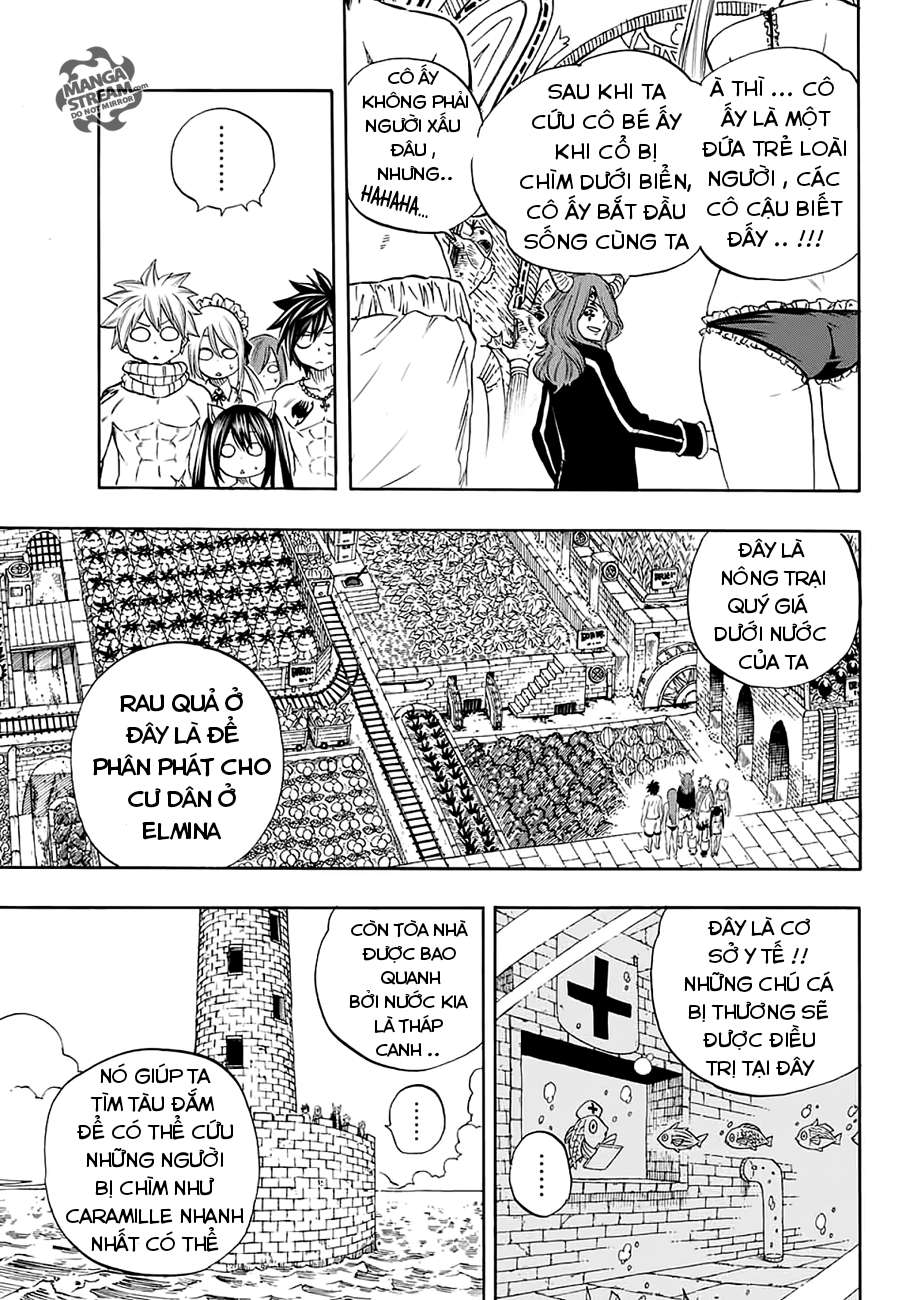 À THÌ ... CÔ
ẤY LÀ MỘT
ĐỨA TRẺ LOÀI
NGƯỜI , CÁC
CÔ CẬU BIẾT
ĐẤY .. !!!
SAU KHI TA
CỨU CÔ BÉ ẤY
KHI CỔ BỊ
CHÌM DƯỚI BIỂN,
CÔ ẤY BẮT ĐẦU
SỐNG CÙNG TA
CÔ ẤY
KHÔNG PHẢI
NGƯỜI XẤU
ĐÂU ,
NHƯNG..
HAHAHA...
MANGA
STREAM.com
DO NOT MIRROR
......
ĐÂY LÀ
NÔNG TRẠI
QUÝ GIÁ
DƯỚI NƯỚC
CỦA TA
RAU QUẢ Ở
ĐÂY LÀ ĐỂ
PHÂN PHÁT CHO
CƯ DÂN Ở
ELMINA
ĐÂY LÀ CƠ
SỞ Y TẾ !!
NHỮNG CHÚ CÁ
BỊ THƯƠNG SẼ
ĐƯỢC ĐIỀU
TRỊ TẠI ĐÂY
.....
CÒN TÒA NHÀ
ĐƯỢC BAO
QUANH
BỞI NƯỚC KIA
LÀ THÁP
CANH ..
....
NÓ GIÚP TA
TÌM TÀU ĐẮM
ĐỂ CÓ THỂ CỨU
NHỮNG NGƯỜI
BỊ CHÌM NHƯ
CARAMILLE NHANH
NHẤT CÓ THỂ